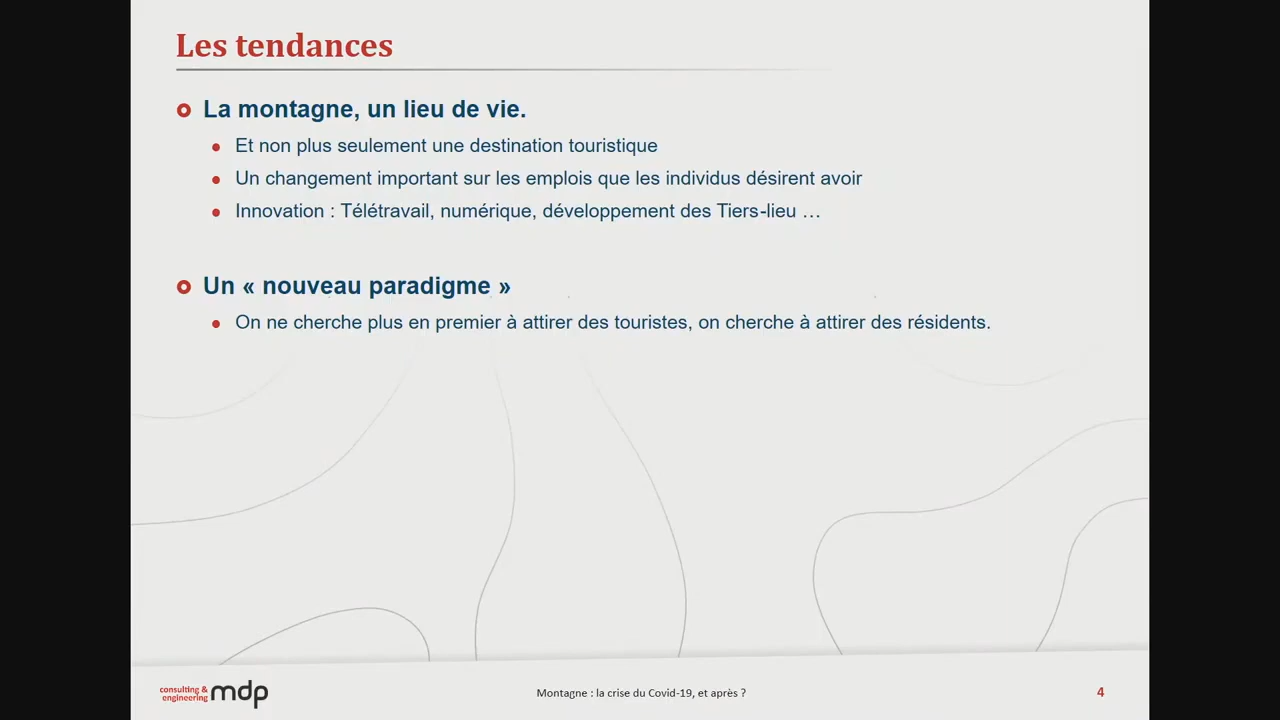 Les tendances
La montagne, un lieu de vie.
Et non plus seulement une destination touristique
Un changement important sur les emplois que les individus désirent avoir
Innovation : Télétravail, numérique, développement des Tiers-lieu …
Un « nouveau paradigme »
On ne cherche plus en premier à attirer des touristes, on cherche à attirer des résidents.
consulting &
engineering mdp
Montagne : la crise du Covid-19, et après ?
4